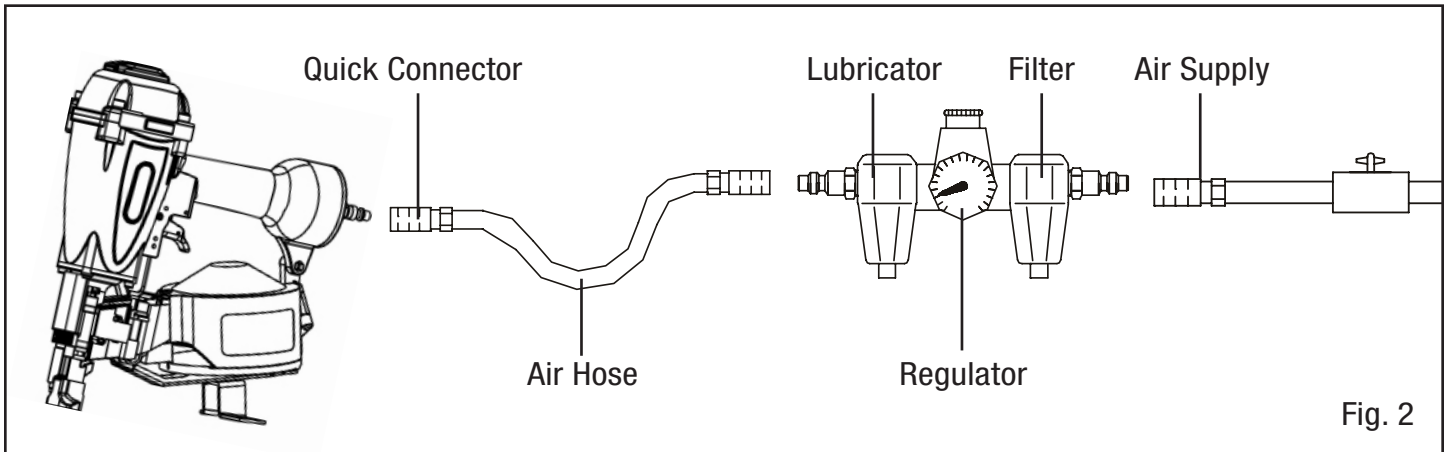 Quick Connector
Lubricator
Filter
Air Supply
Air Hose
Regulator
Fig. 2